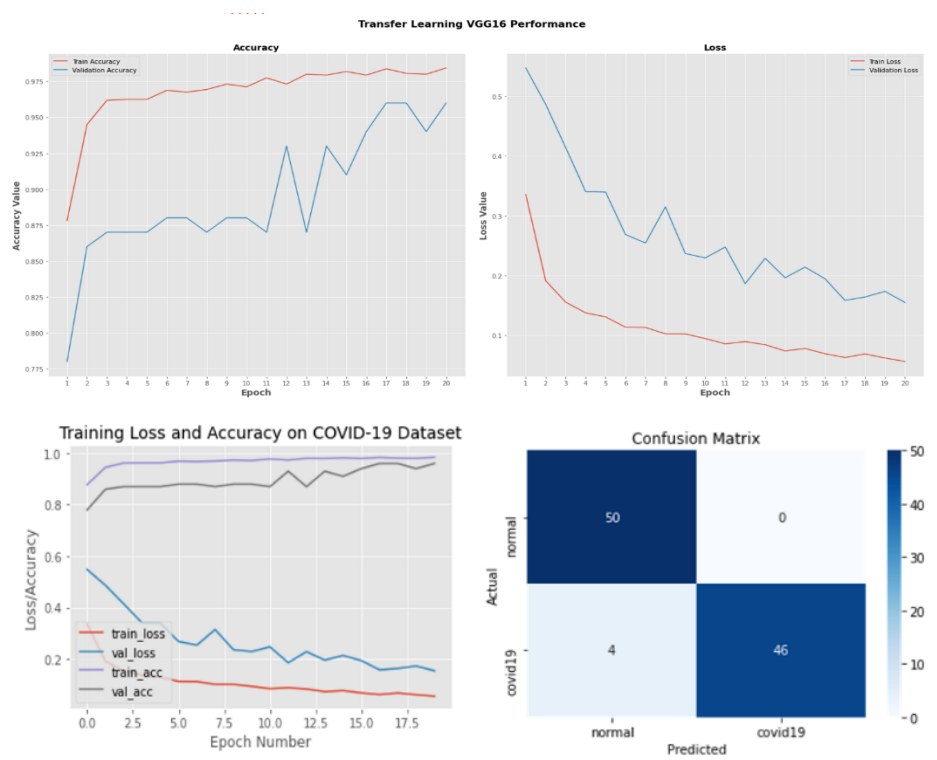 Transfer Learning VGG16 Performance
Accuracy
Train Accuracy
Validation Accuracy
Accuracy Value
0.975
0.950
0.925
0.900
0.875
0.850
0.825
0.800
0.775
1 2 3 4 5 6 7 8 9 10 11 12 13 14 15 16 17 18 19 20
Epoch
Loss
Train Loss
Validation Loss
Loss Value
0.5
0.4
0.3
0.2
0.1
1 2 3 4 5 6 7 8 9 10 11 12 13 14 15 16 17 18 19 20
Epoch
Training Loss and Accuracy on COVID-19 Dataset
Loss/Accuracy
1.0
0.8
0.6
0.4
0.2
train_loss
val_loss
train_acc
val_acc
0.0 2.5 5.0 7.5 10.0 12.5 15.0 17.5
Epoch Number
Confusion Matrix
Actual
normal
covid19
50 0
4 46
normal covid19
Predicted
50
40
30
20
10
0